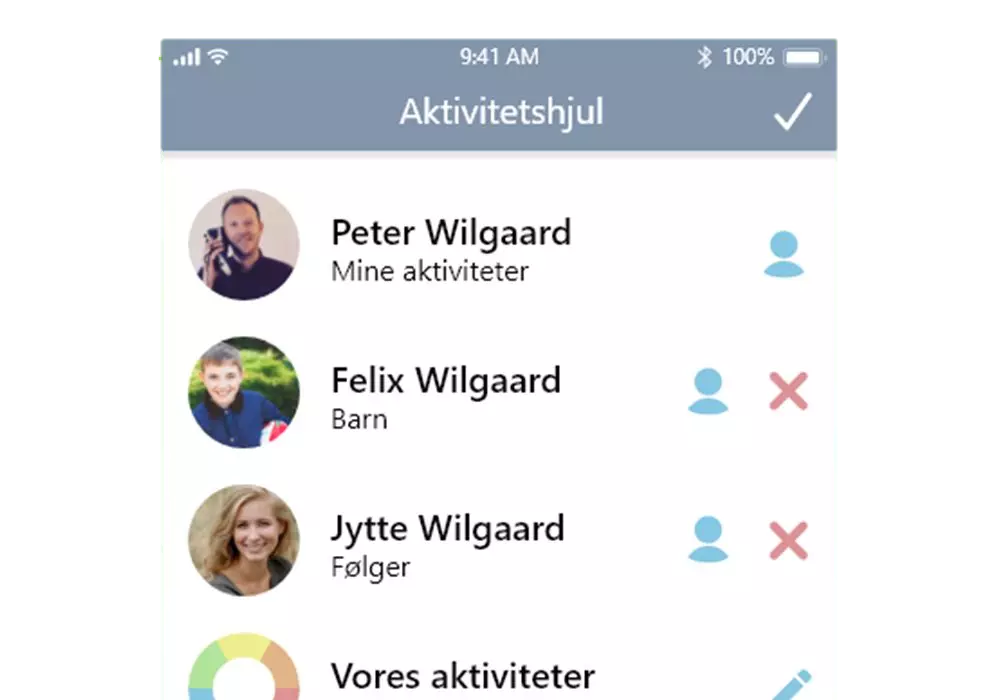 9:41 AM 100%
Aktivitetshjul
Peter Wilgaard
Mine aktiviteter
Felix Wilgaard
Barn
Jytte Wilgaard
Følger
Vores aktiviteter